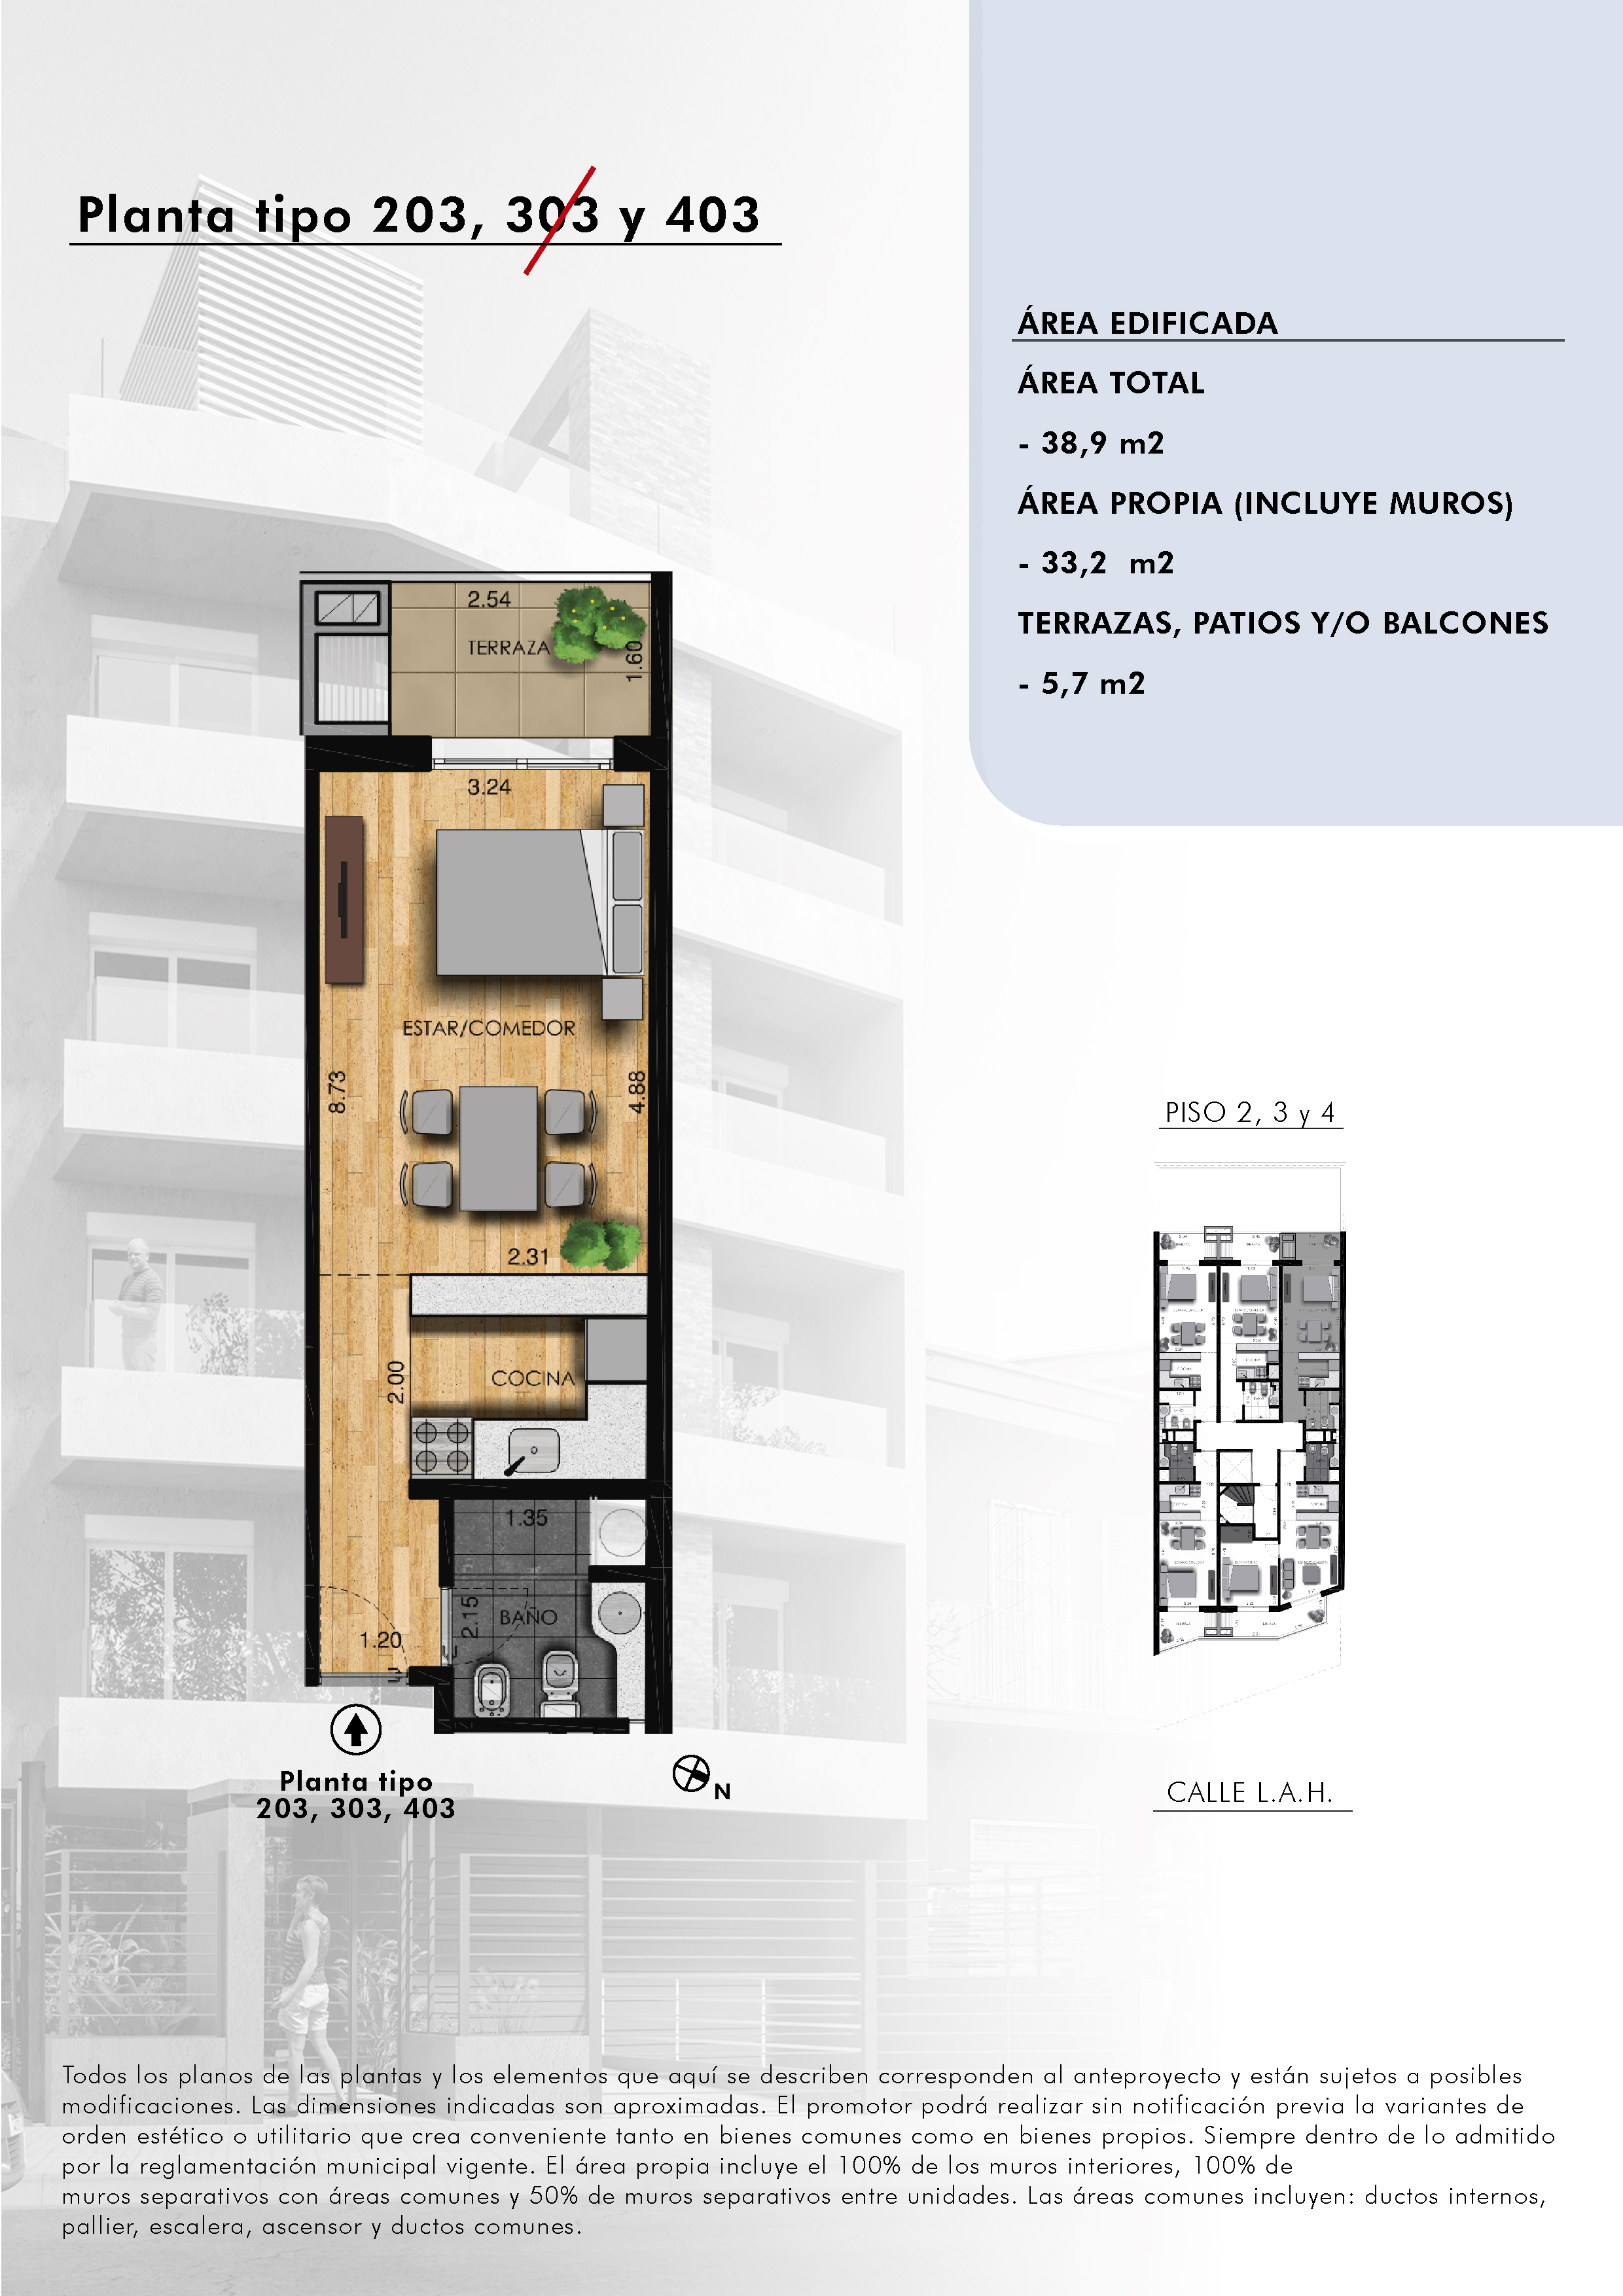 Planta tipo 203, 303 y 403
ÁREA EDIFICADA
ÁREA TOTAL
- 38,9 m2
ÁREA PROPIA (INCLUYE MUROS)
- 33,2 m2
TERRAZAS, PATIOS Y/O BALCONES
- 5,7 m2
2.54
TERRAZA
1.60
3.24
ESTAR/COMEDOR
8.73
4.88
2.31
2.00
COCINA
1.35
2.15
BAÑO
1.20
Planta tipo
203, 303, 403
N
PISO 2, 3 y 4
CALLE L.A.H.
Todos los planos de las plantas y los elementos que aquí se describen corresponden al anteproyecto y están sujetos a posibles
modificaciones. Las dimensiones indicadas son aproximadas. El promotor podrá realizar sin notificación previa la variantes de
orden estético o utilitario que crea conveniente tanto en bienes comunes como en bienes propios. Siempre dentro de lo admitido
por la reglamentación municipal vigente. El área propia incluye el 100% de los muros interiores, 100% de
muros separativos con áreas comunes y 50% de muros separativos entre unidades. Las áreas comunes incluyen: ductos internos,
pallier, escalera, ascensor y ductos comunes.